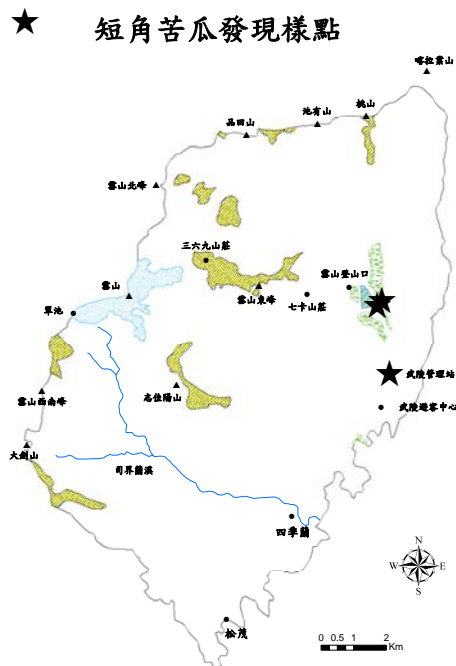 短角苦瓜發現樣點
喀拉業山
桃山
池有山
品田山
雪山北峰
三六九山莊
雪山登山口
雪山
雪山東峰
七卡山莊
翠池
武陵管理站
志佳陽山
雪山西南峰
武陵遊客中心
大劍山
司界蘭溪
四季蘭
N
W E
S
松茂
0 0.5 1 2
Km